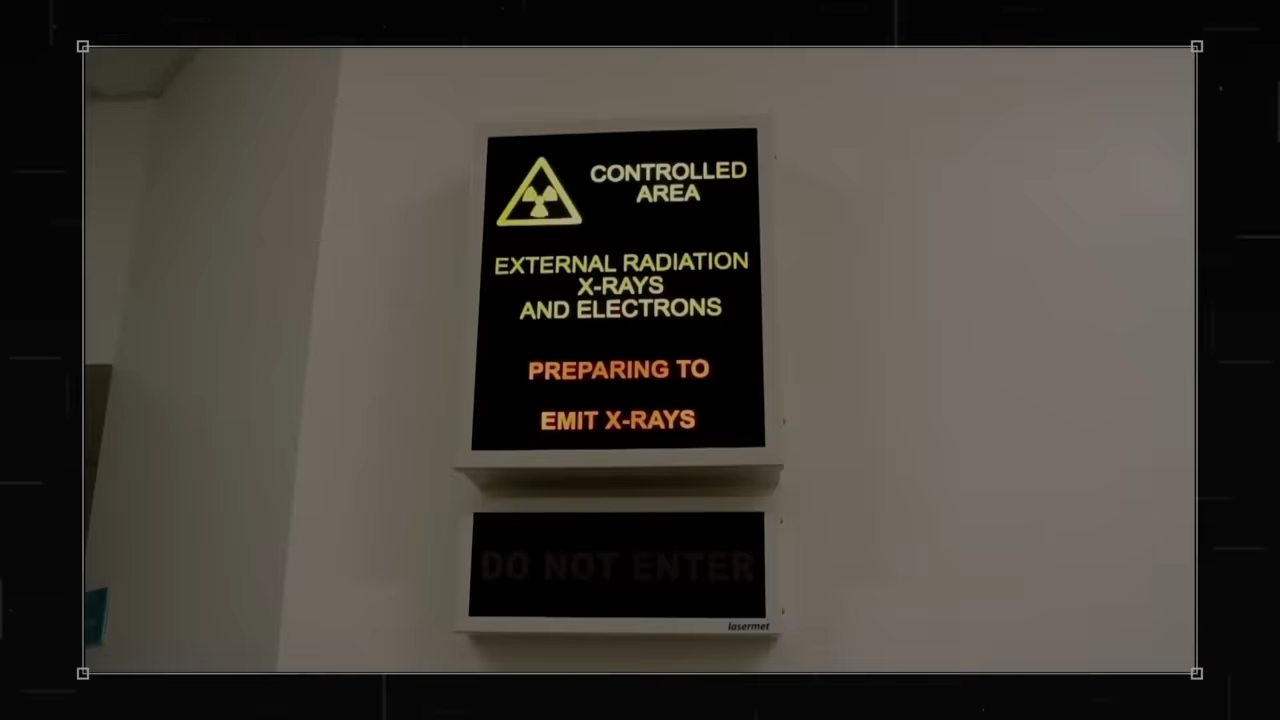 CONTROLLED
AREA
EXTERNAL RADIATION
X-RAYS
AND ELECTRONS
PREPARING TO
EMIT X-RAYS
DO NOT ENTER
lasermet